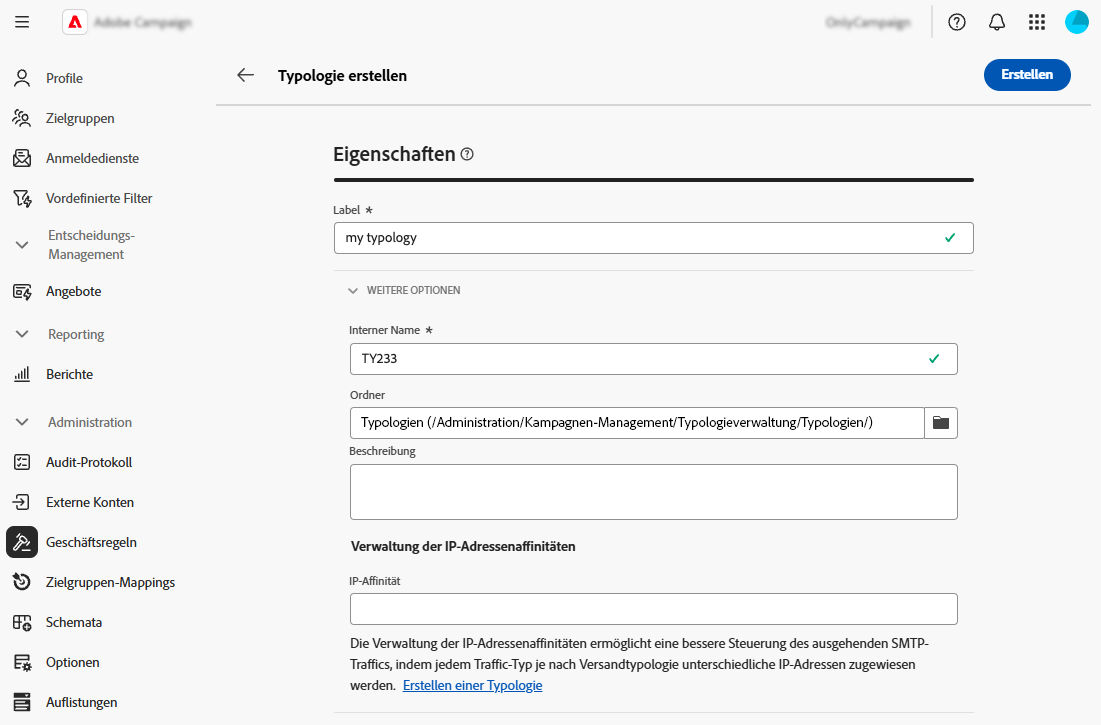 Adobe Campaign
OnlyCampaign
Profile
Zielgruppen
Anmeldedienste
Vordefinierte Filter
Entscheidungs-
Management
Angebote
Reporting
Berichte
Administration
Audit-Protokoll
Externe Konten
Geschäftsregeln
Zielgruppen-Mappings
Schemata
Optionen
Auflistungen
Typologie erstellen
Erstellen
Eigenschaften
Label *
my typology
WEITERE OPTIONEN
Interner Name *
TY233
Ordner
Typologien (/Administration/Kampagnen-Management/Typologieverwaltung/Typologien/)
Beschreibung
Verwaltung der IP-Adressenaffinitäten
IP-Affinität
Die Verwaltung der IP-Adressenaffinitäten ermöglicht eine bessere Steuerung des ausgehenden SMTP-
Traffics, indem jedem Traffic-Typ je nach Versandtypologie unterschiedliche IP-Adressen zugewiesen
werden. Erstellen einer Typologie